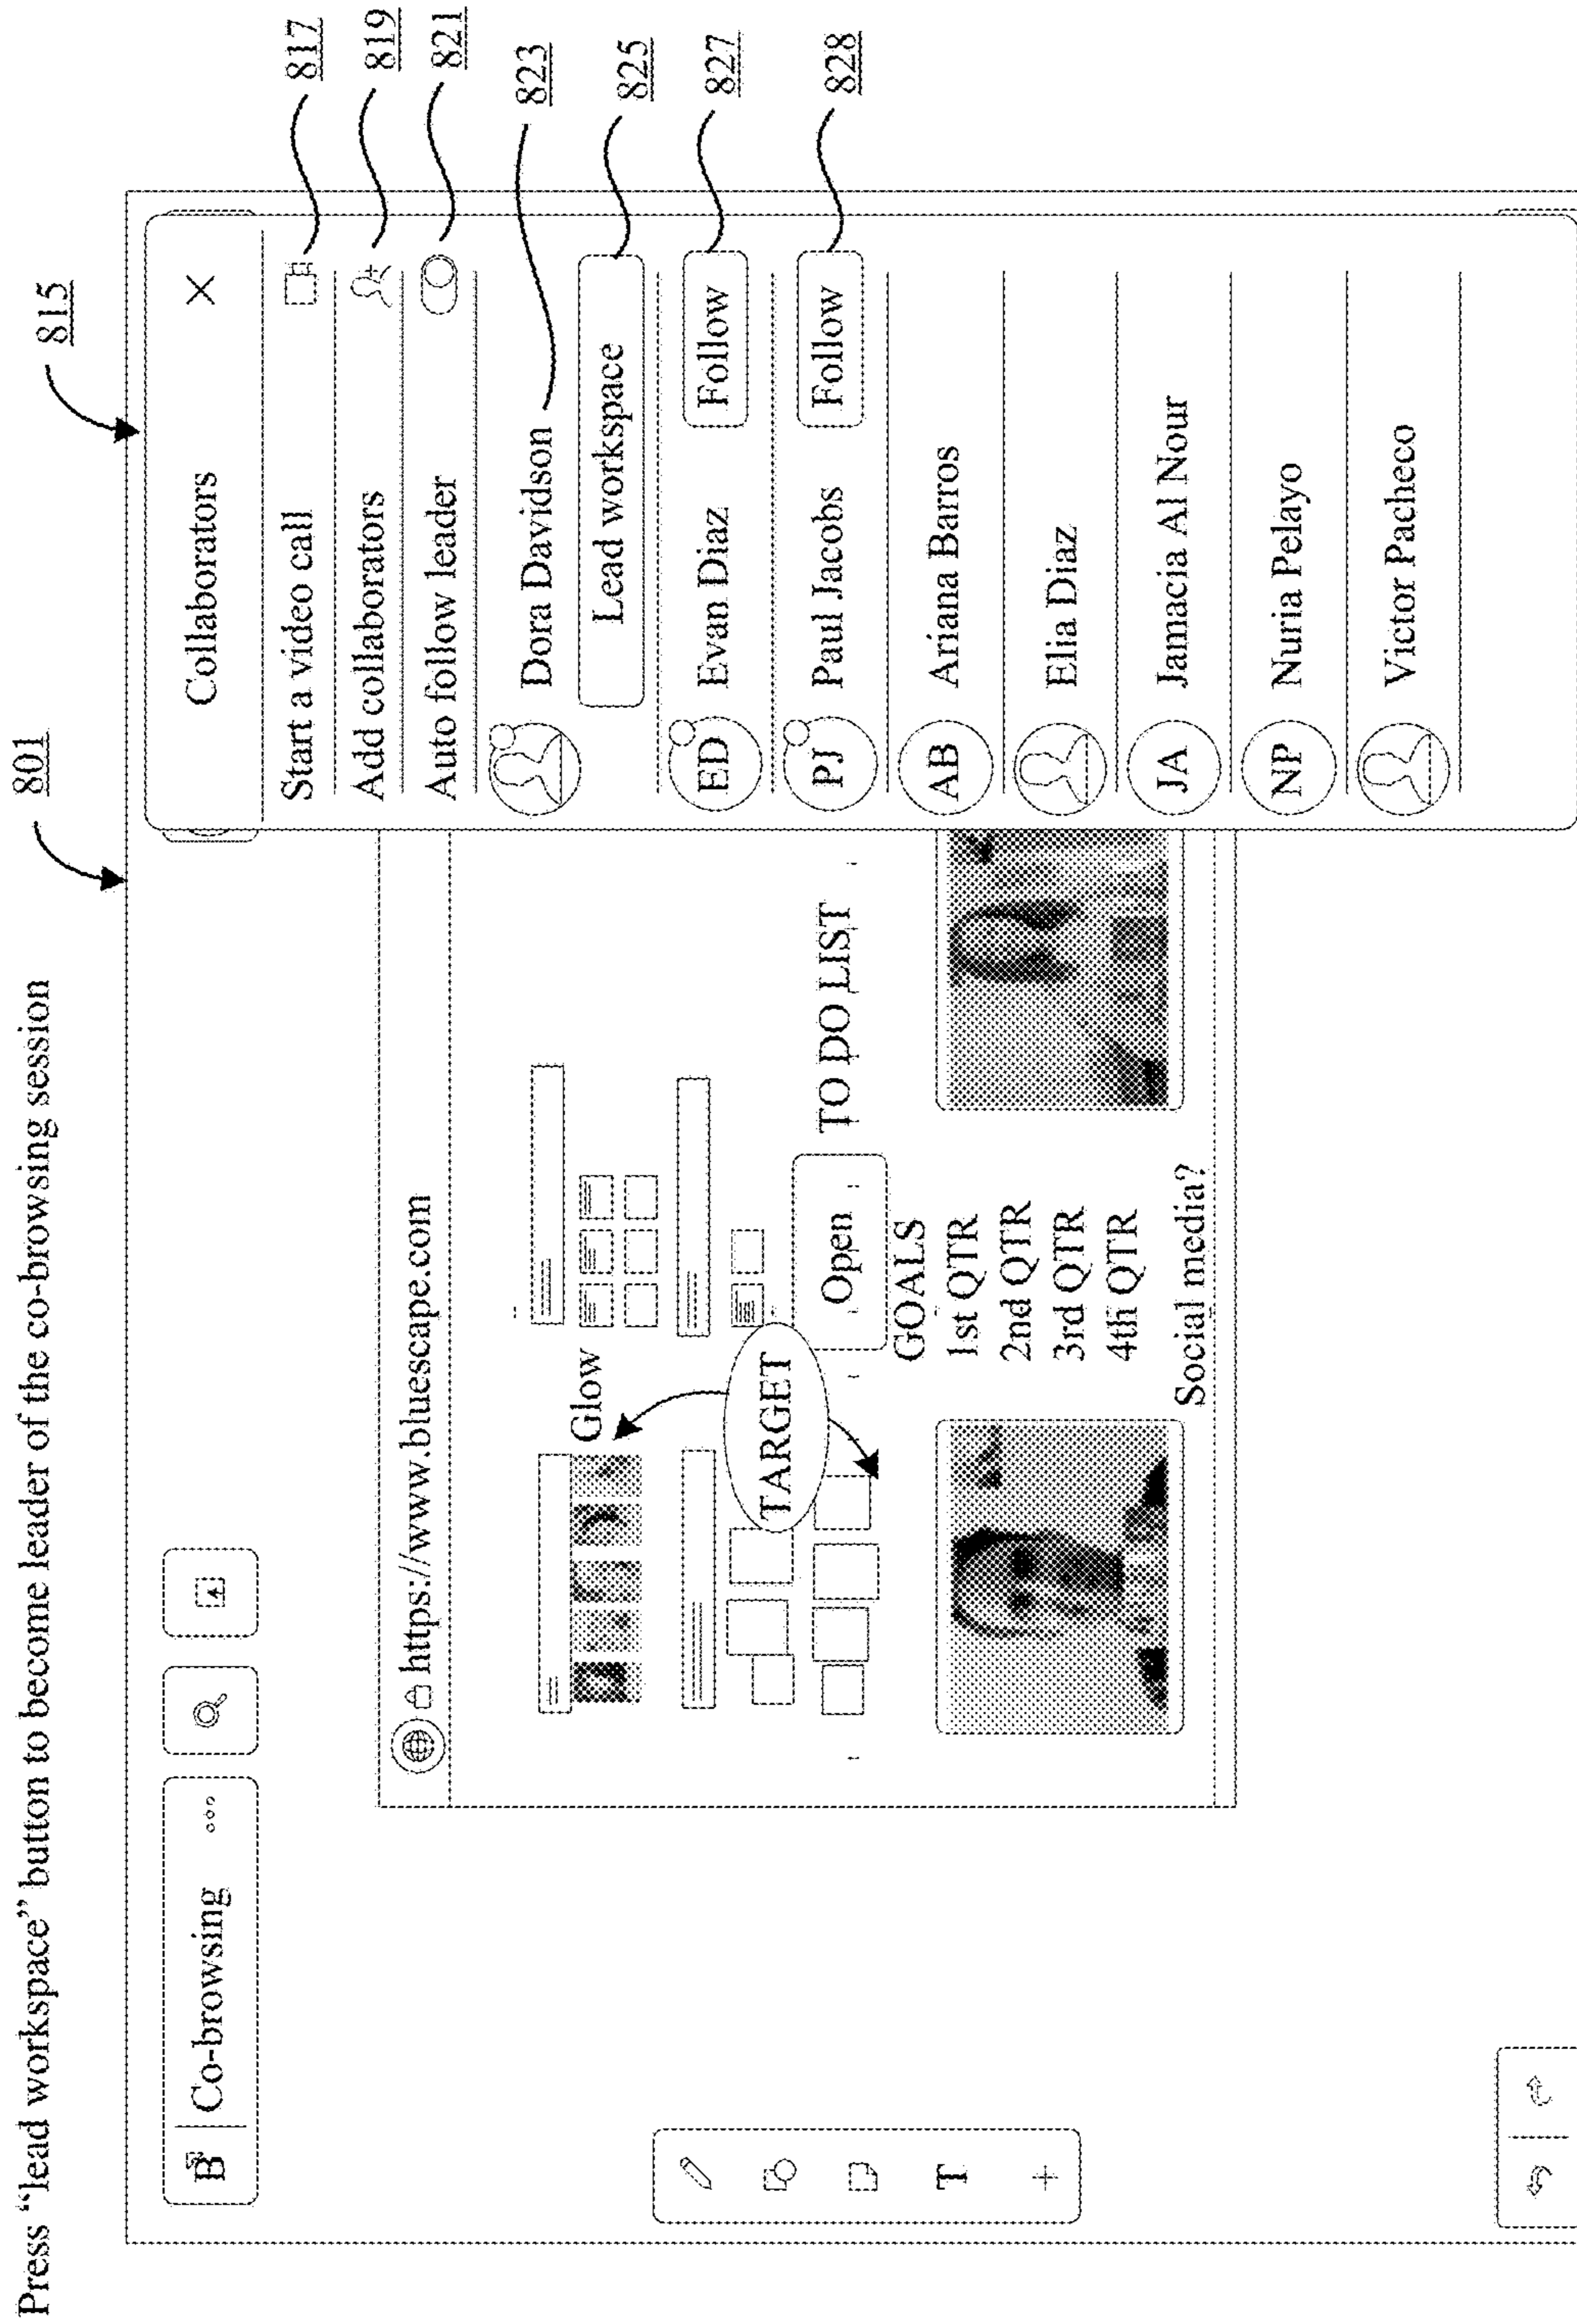 Press “lead workspace” button to become leader of the co-browsing session
801
815
B
Co-browsing
Collaborators
Start a video call
817
Add collaborators
819
Auto follow leader
821
Dora Davidson
823
Lead workspace
825
ED
Evan Diaz
Follow
827
PJ
Paul Jacobs
Follow
828
AB
Ariana Barros
Elia Diaz
JA
Jamacia Al Nour
NP
Nuria Pelayo
Victor Pacheco
https://www.bluescape.com
Glow
TARGET
Open
TO DO LIST
GOALS
1st QTR
2nd QTR
3rd QTR
4th QTR
Social media?
T